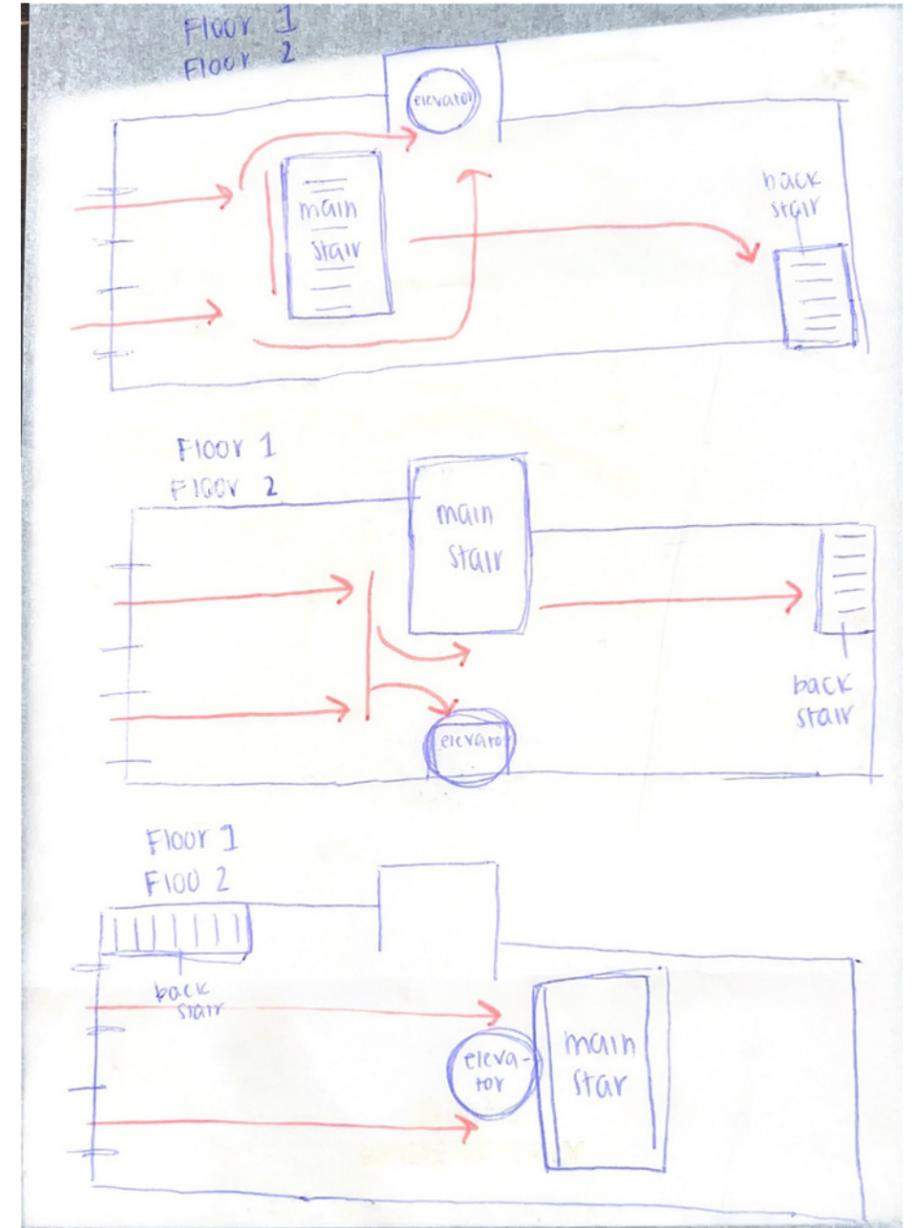 Floor 1
Floor 2
elevator
back
stair
main
stair
Floor 1
Floor 2
main
stair
elevator
back
stair
Floor 1
Floo 2
back
stair
eleva-
tor
main
star